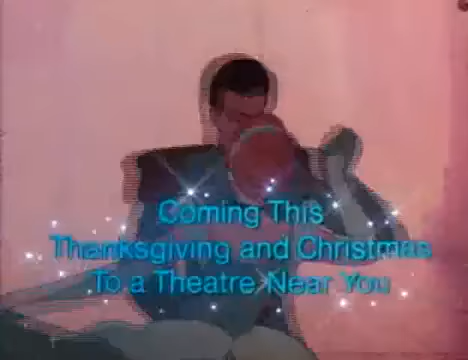 Coming This
Thanksgiving and Christmas
To a Theatre Near You